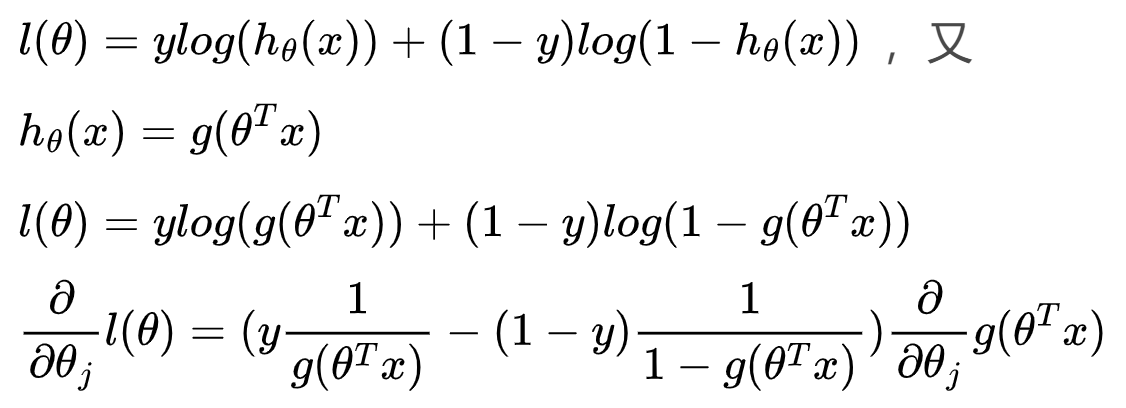 l(θ) = ylog(h_θ(x)) + (1 − y)log(1 − h_θ(x)) , 又
h_θ(x) = g(θ^T x)
l(θ) = ylog(g(θ^T x)) + (1 − y)log(1 − g(θ^T x))
∂/∂θ_j l(θ) = (y 1/g(θ^T x) − (1 − y) 1/(1 − g(θ^T x))) ∂/∂θ_j g(θ^T x)